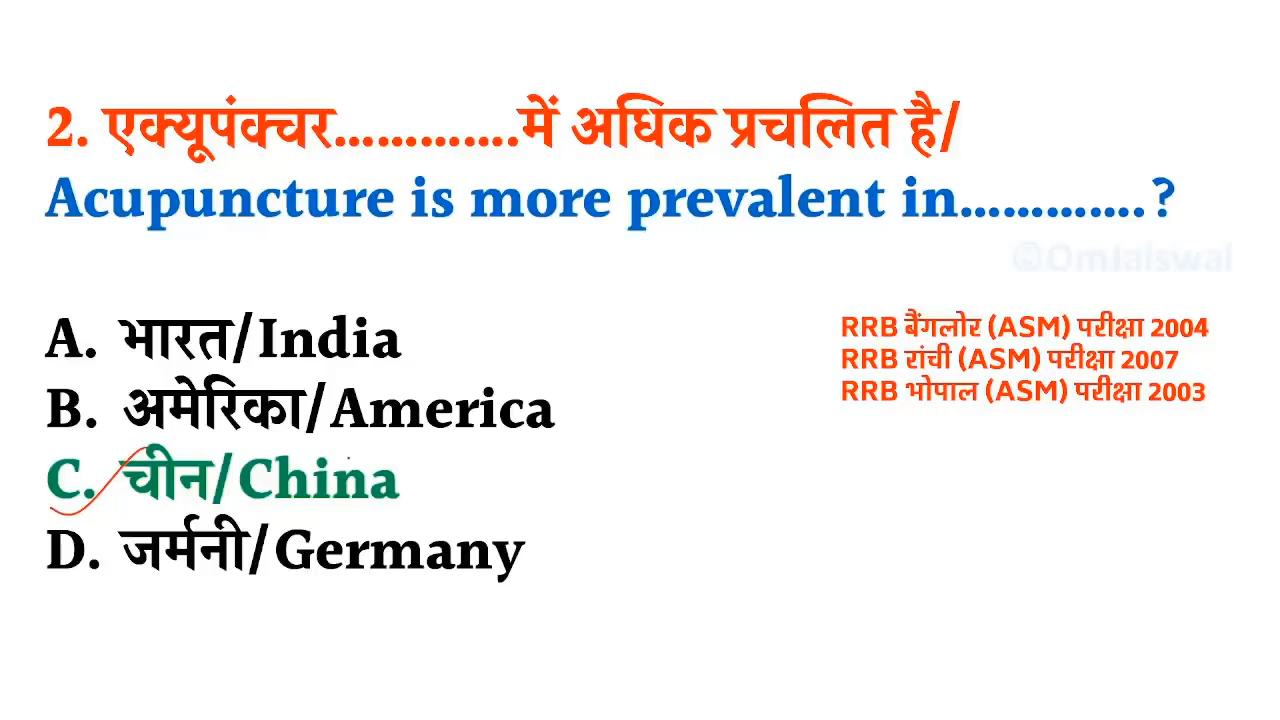 2. एक्यूपंक्चर.............में अधिक प्रचलित है/
Acupuncture is more prevalent in.............?
@OmJaiswal
A. भारत/India
RRB बैंगलोर (ASM) परीक्षा 2004
RRB रांची (ASM) परीक्षा 2007
B. अमेरिका/America
RRB भोपाल (ASM) परीक्षा 2003
C. चीन/China
D. जर्मनी/Germany